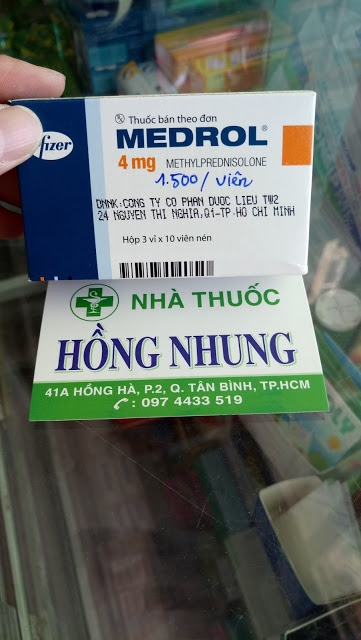 Pfizer
Thuốc bán theo đơn
MEDROL®
4 mg METHYLPREDNISOLONE
1.500/viên
DNNK:CONG TY CO PHAN DUOC LIEU TW2
24 NGUYEN THI NGHIA,Q1-TP.HO CHI MINH
Hộp 3 vỉ x 10 viên nén
NHÀ THUỐC
HỒNG NHUNG
41A HỒNG HÀ, P.2, Q. TÂN BÌNH, TP.HCM
: 097 4433 519